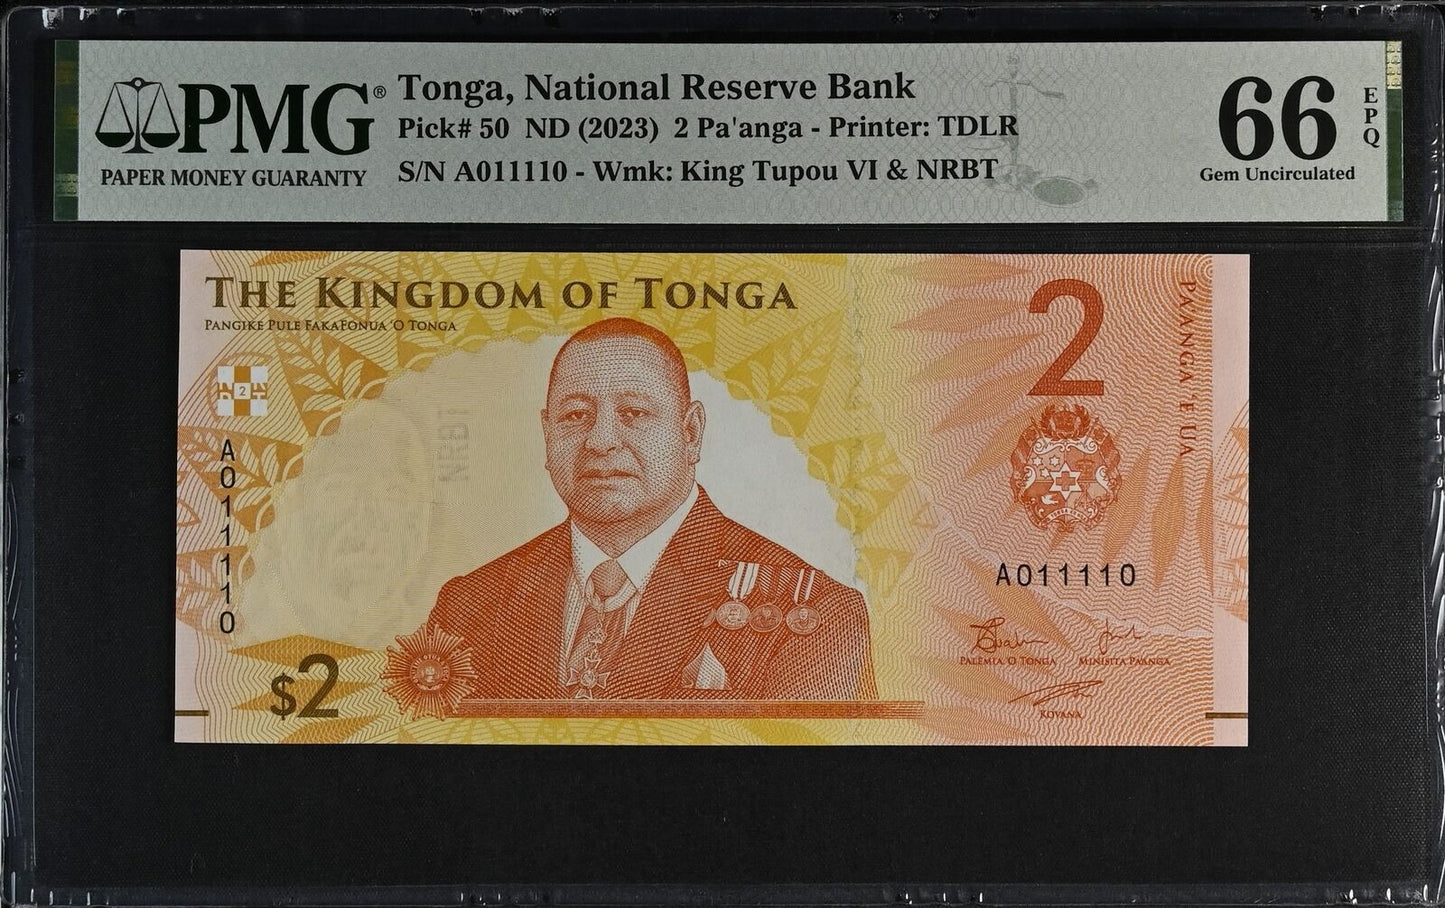 PMG®
PAPER MONEY GUARANTY
Tonga, National Reserve Bank
Pick# 50 ND (2023) 2 Pa'anga - Printer: TDLR
S/N A011110 - Wmk: King Tupou VI & NRBT
66
EPQ
Gem Uncirculated
THE KINGDOM OF TONGA
PANGIKE PULE FAKAFONUA 'O TONGA
2
A011110
$2
2
PA'ANGA 'E UA
A011110
PALĒMIA 'O TONGA
MINISITA PA'ANGA
KOVANA